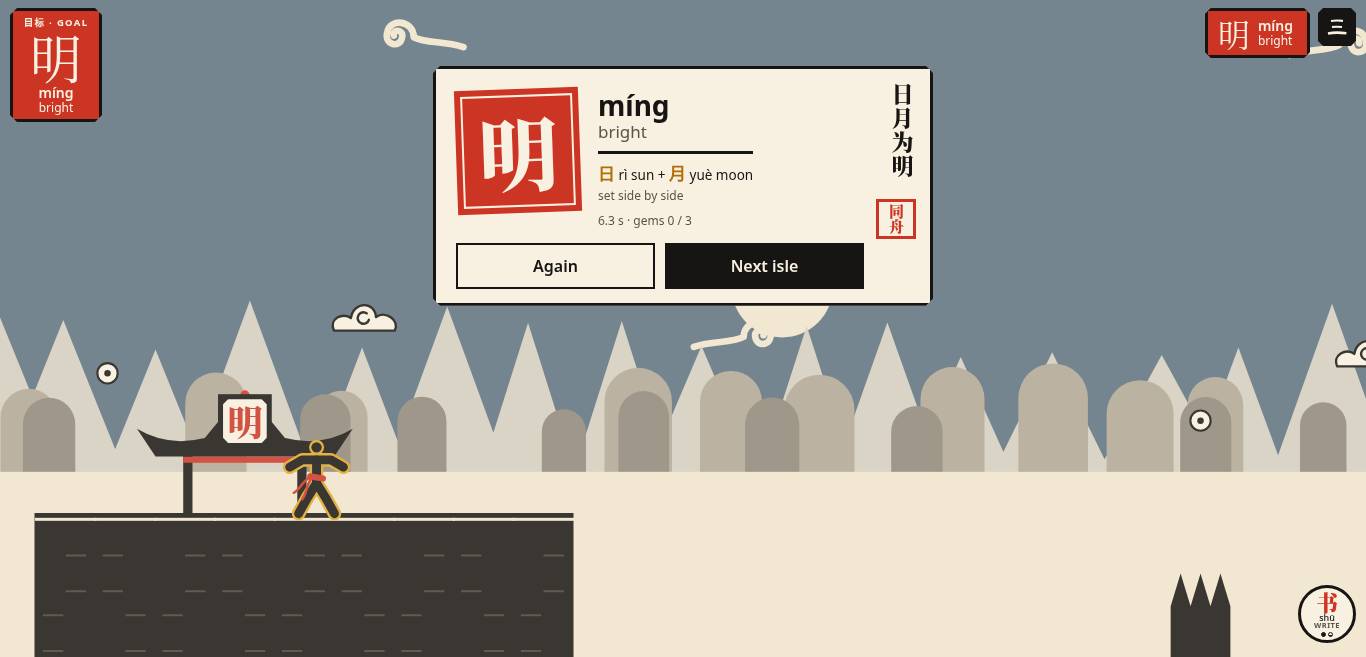 目标 · GOAL
明
míng
bright
明
míng
bright
三
明
míng
bright
日 rì sun + 月 yuè moon
set side by side
6.3 s · gems 0 / 3
日月为明
同舟
Again
Next isle
明
书
shū
WRITE